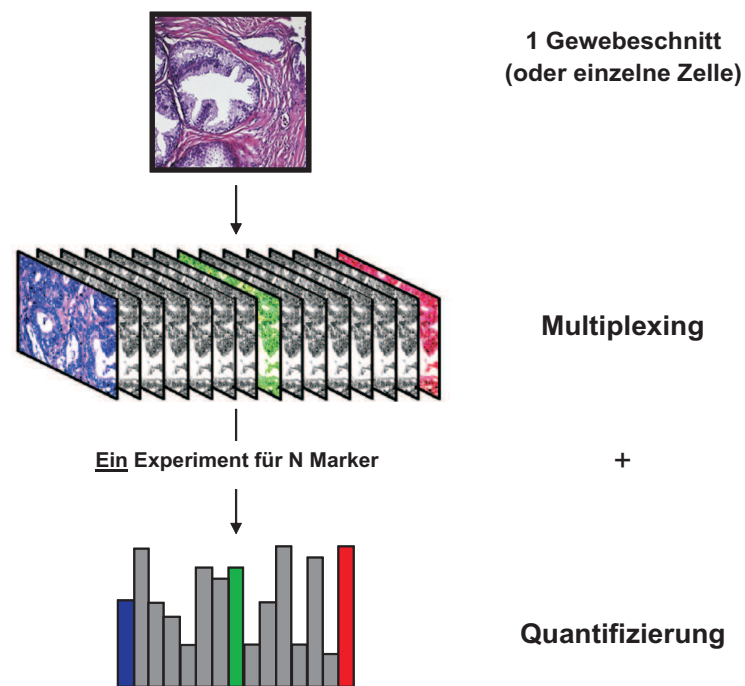 1 Gewebeschnitt
(oder einzelne Zelle)
Multiplexing
Ein Experiment für N Marker
+
Quantifizierung